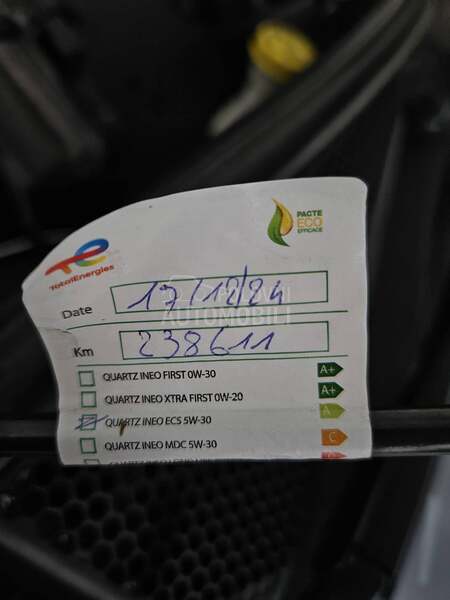 PACTE
ECO
EFFICACE
TotalEnergies
Date 17/12/24
AUTOMOBILI
Km 238611
QUARTZ INEO FIRST 0W-30 A+
QUARTZ INEO XTRA FIRST 0W-20 A+
QUARTZ INEO ECS 5W-30 A
QUARTZ INEO MDC 5W-30 C